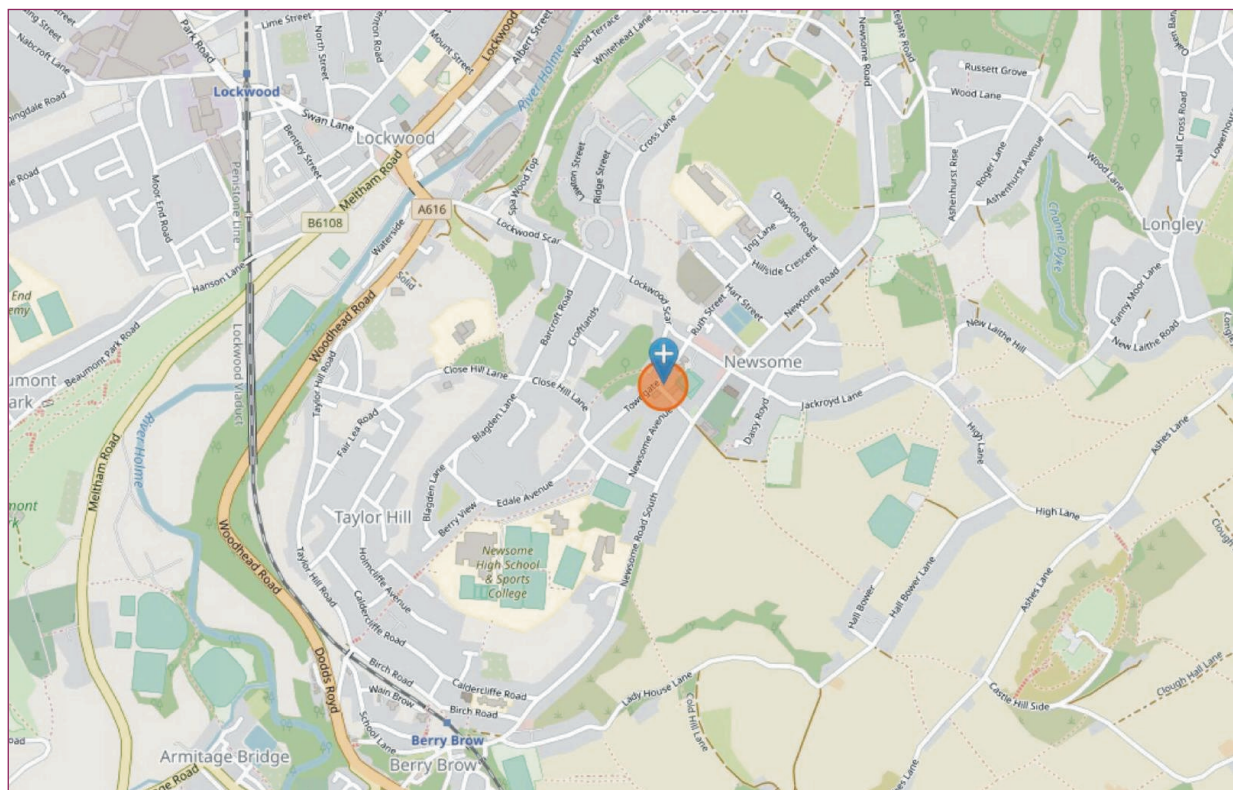 Primrose Hill
Lime Street
Park Road
Nabcroft Lane
North Street
Mount Street
Lockwood
Albert Street
River Holme
Wood Terrace
Whitehead Lane
Newsome Road
Russett Grove
Wood Lane
Hall Cross Road
Lockwood
Swan Lane
Lockwood
Bentley Street
Cross Lane
Lawton Street
Ridge Street
Spa Wood Top
Roger Lane
Ashenhurst Avenue
Ashenhurst Rise
Wood Lane
Moor End Road
Penistone Line
Meltham Road
B6108
A616
Waterside
Lockwood Scar
Dawson Road
Ing Lane
Hillside Crescent
Channel Dyke
Longley
Hanson Lane
Solid
Lockwood Scar
Hart Street
Newsome Road
Ruth Street
Fanny Moor Lane
New Laithe Hill
New Laithe Road
Beaumont Park Road
Lockwood Viaduct
Woodhead Road
Taylor Hill Road
Barcroft Road
Croftlands
Newsome
Close Hill Lane
Close Hill Lane
Jackroyd Lane
River Holme
Meltham Road
Fair Lea Road
Blagden Lane
Newsome Avenue
Darsy Royd
High Lane
Ashes Lane
Blagden Lane
Edale Avenue
Berry View
Taylor Hill
Newsome Road South
High Lane
Newsome
High School
& Sports
College
Woodhead Road
Taylor Hill Road
Holmcliffe Avenue
Caldercliffe Road
Hall Bower
Hall Bower Lane
Ashes Lane
Dodds Royd
Birch Road
Caldercliffe Road
Wain Brow
Birch Road
School Lane
Lady House Lane
Cold Hill Lane
Castle Hill Side
Clough Hall Lane
Berry Brow
Armitage Bridge
Berry Brow